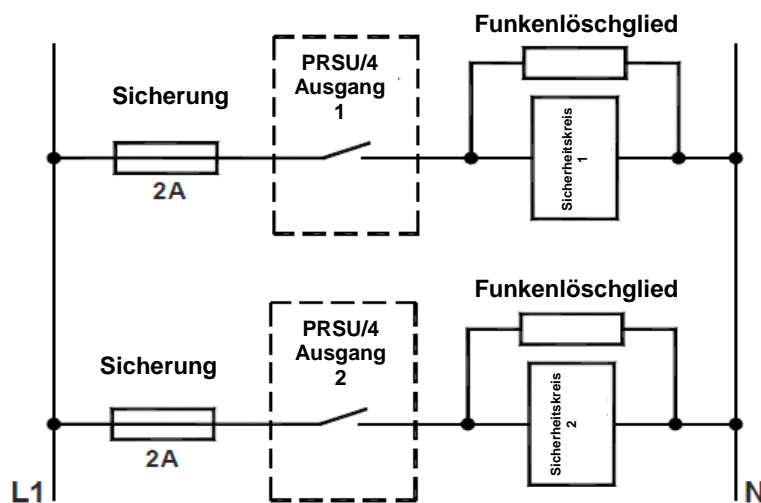 Funkenlöschglied
PRSU/4
Ausgang
1
Sicherung
2A
Sicherheitskreis
1
Funkenlöschglied
PRSU/4
Ausgang
2
Sicherung
2A
Sicherheitskreis
2
L1
N